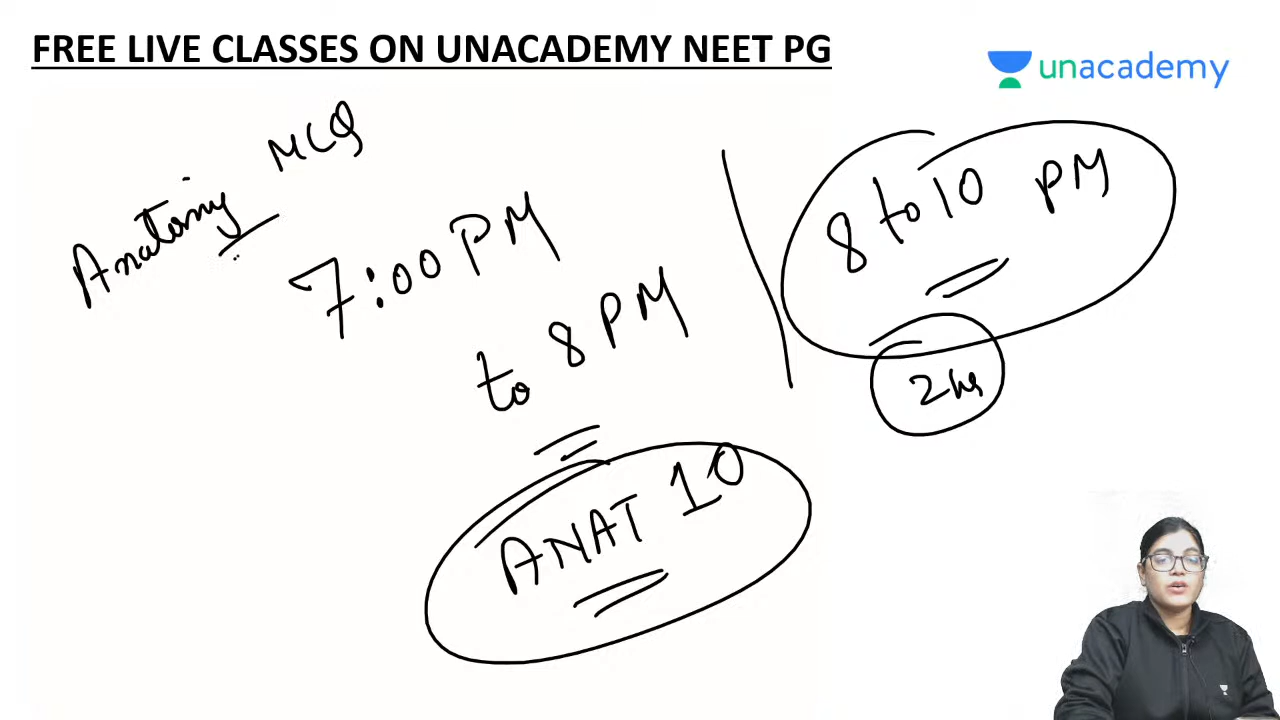 FREE LIVE CLASSES ON UNACADEMY NEET PG
unacademy
Anatomy MCQ
7:00 PM
to 8 PM
ANAT 10
8 to 10 PM
2 hrs